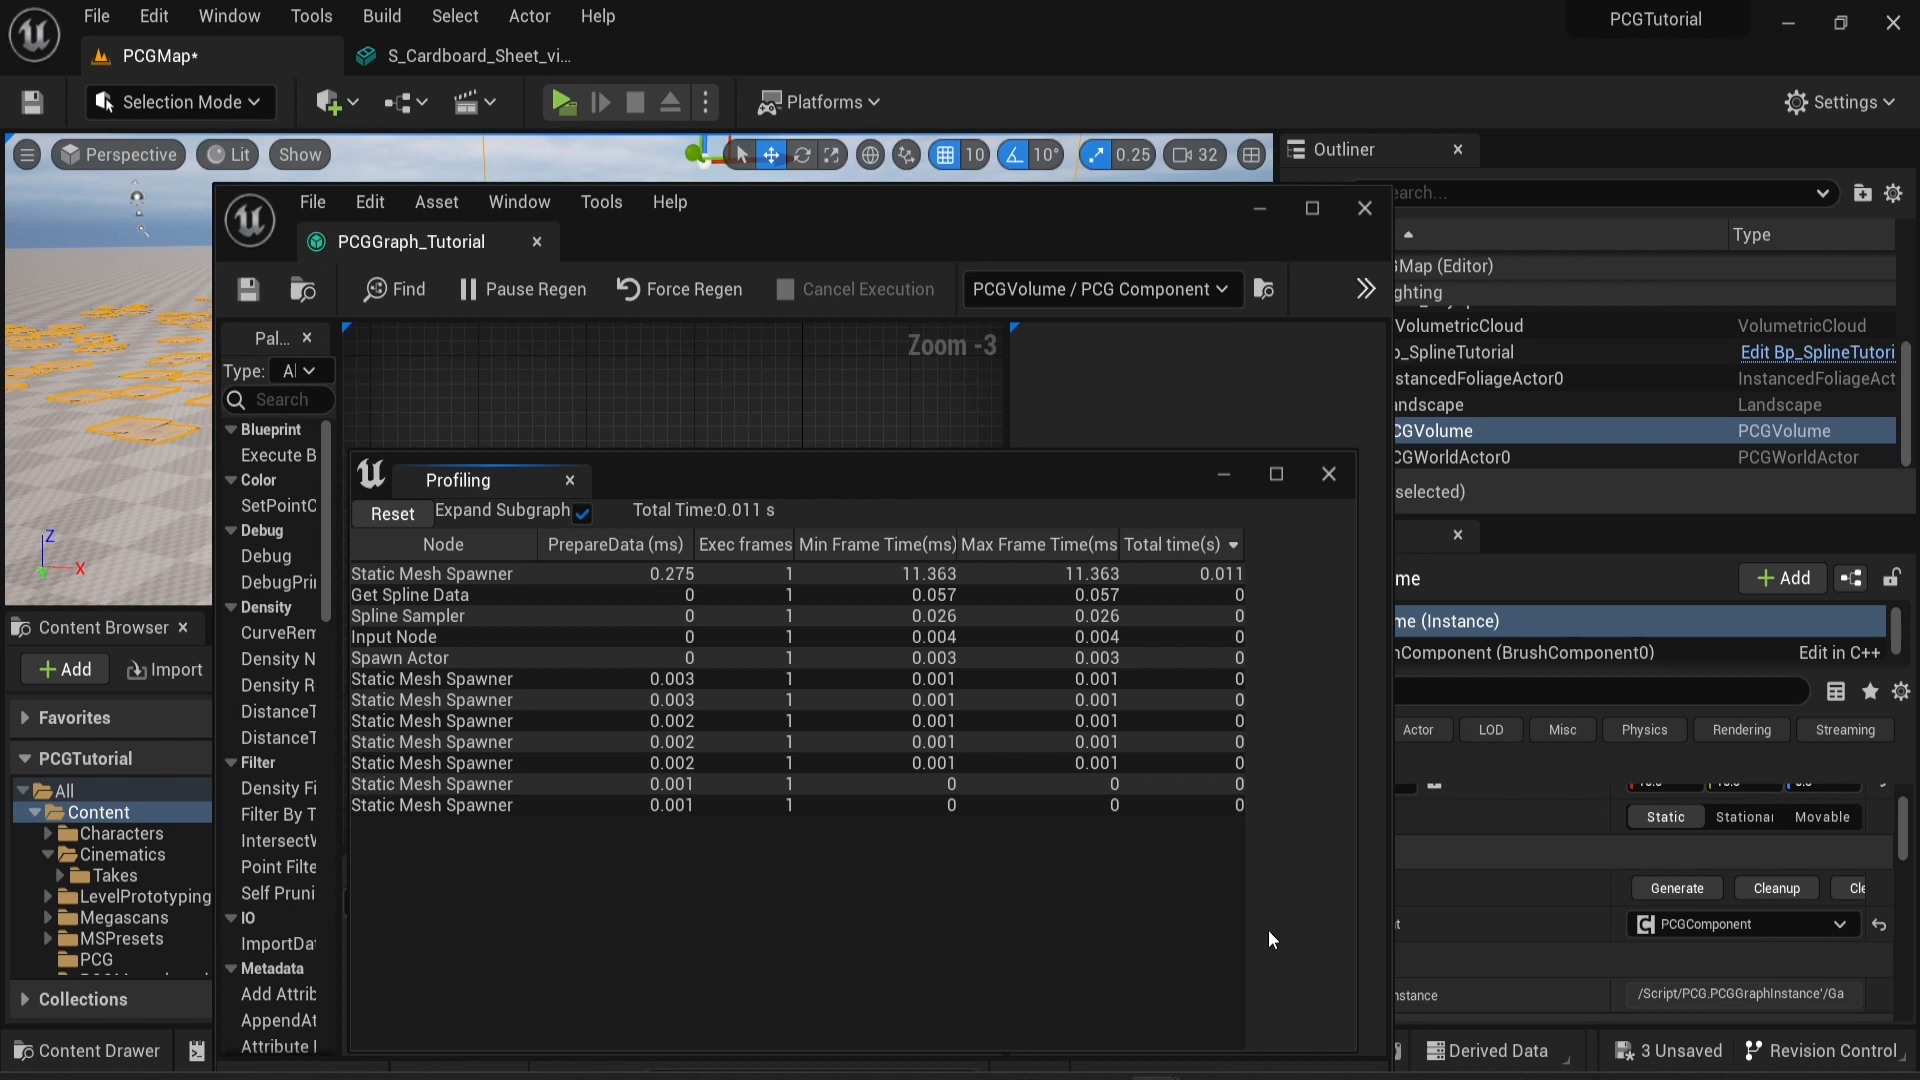 File Edit Window Tools Build Select Actor Help
PCGTutorial
PCGMap*
S_Cardboard_Sheet_vi...
Selection Mode
Platforms
Settings
Perspective
Lit
Show
10
10°
0.25
32
Outliner
File Edit Asset Window Tools Help
earch...
PCGGraph_Tutorial
Type
GMap (Editor)
ghting
Find
Pause Regen
Force Regen
Cancel Execution
PCGVolume / PCG Component
VolumetricCloud VolumetricCloud
p_SplineTutorial Edit Bp_SplineTutori
stancedFoliageActor0 InstancedFoliageAct
andscape Landscape
CGVolume PCGVolume
CGWorldActor0 PCGWorldActor
selected)
Pal...
Zoom -3
Type: Al
Search
Blueprint
Execute B
Color
SetPointC
Debug
Debug
DebugPrin
Density
CurveRem
Density N
Density R
DistanceT
DistanceT
Filter
Density Fi
Filter By T
Intersect
Point Filte
Self Pruni
IO
ImportDat
Metadata
Add Attrib
AppendAt
Attribute
Profiling
Reset Expand Subgraph Total Time:0.011 s
Node PrepareData (ms) Exec frames Min Frame Time(ms) Max Frame Time(ms Total time(s)
Static Mesh Spawner 0.275 1 11.363 11.363 0.011
Get Spline Data 0 1 0.057 0.057 0
Spline Sampler 0 1 0.026 0.026 0
Input Node 0 1 0.004 0.004 0
Spawn Actor 0 1 0.003 0.003 0
Static Mesh Spawner 0.003 1 0.001 0.001 0
Static Mesh Spawner 0.003 1 0.001 0.001 0
Static Mesh Spawner 0.002 1 0.001 0.001 0
Static Mesh Spawner 0.002 1 0.001 0.001 0
Static Mesh Spawner 0.002 1 0.001 0.001 0
Static Mesh Spawner 0.001 1 0 0 0
Static Mesh Spawner 0.001 1 0 0 0
Z
X
Y
Content Browser
Add
Import
Favorites
PCGTutorial
All
Content
Characters
Cinematics
Takes
LevelPrototyping
Megascans
MSPresets
PCG
Collections
me
Add
me (Instance)
hComponent (BrushComponent0) Edit in C++
Actor LOD Misc Physics Rendering Streaming
Static Stationar Movable
Generate Cleanup Cle
PCGComponent
nstance /Script/PCG.PCGGraphInstance'/Ga
Content Drawer
Derived Data
3 Unsaved
Revision Control